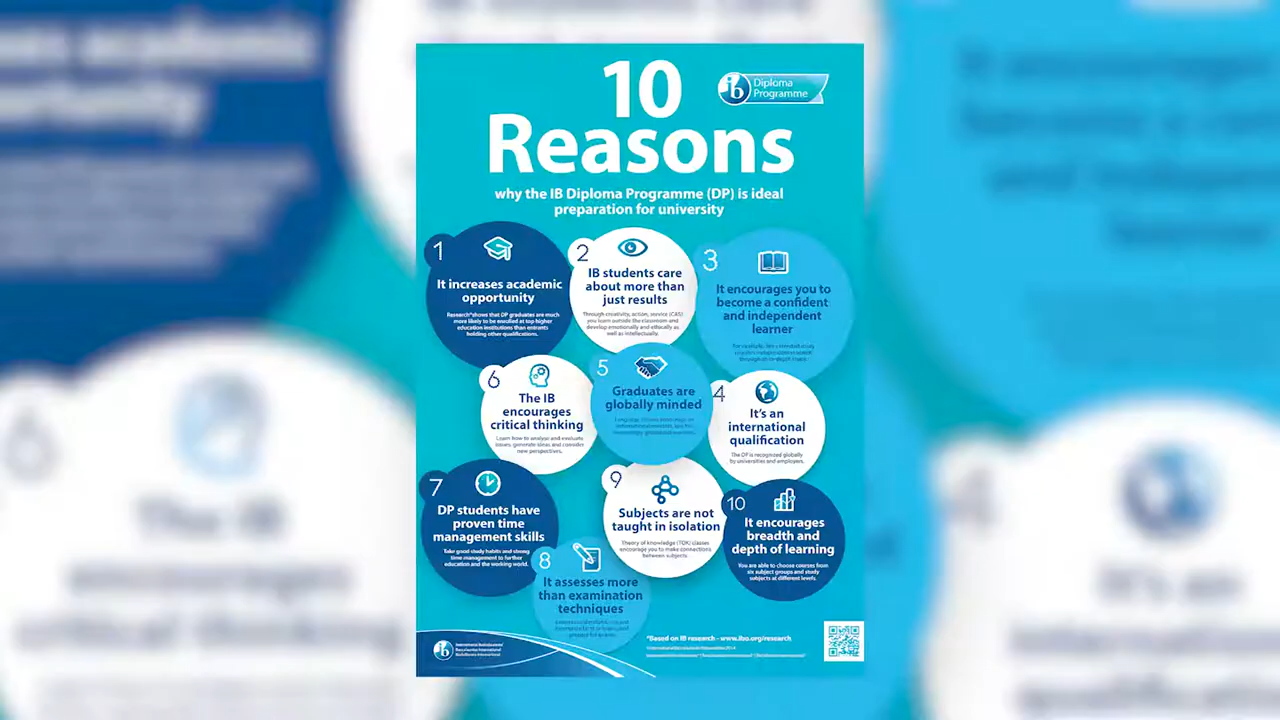 10
Reasons
Diploma
Programme
why the IB Diploma Programme (DP) is ideal
preparation for university
1
It increases academic
opportunity
Research*shows that DP graduates are much
more likely to be enrolled at top higher
education institutions than entrants
holding other qualifications.
2
IB students care
about more than
just results
Through creativity, action, service (CAS)
you learn outside the classroom and
develop emotionally and ethically as
well as intellectually.
3
It encourages you to
become a confident
and independent
learner
6
The IB
encourages
critical thinking
Learn how to analyse and evaluate
issues, generate ideas and consider
new perspectives.
5
Graduates are
globally minded
4
It's an
international
qualification
The DP is recognized globally
by universities and employers.
7
DP students have
proven time
management skills
Take good study habits and strong
time management to further
education and the working world.
9
Subjects are not
taught in isolation
Theory of knowledge (TOK) classes
encourage you to make connections
between subjects.
10
It encourages
breadth and
depth of learning
You are able to choose courses from
six subject groups and study
subjects at different levels.
8
It assesses more
than examination
techniques
*Based on IB research - www.ibo.org/research
International Baccalaureate
Baccalauréat International
Bachillerato Internacional